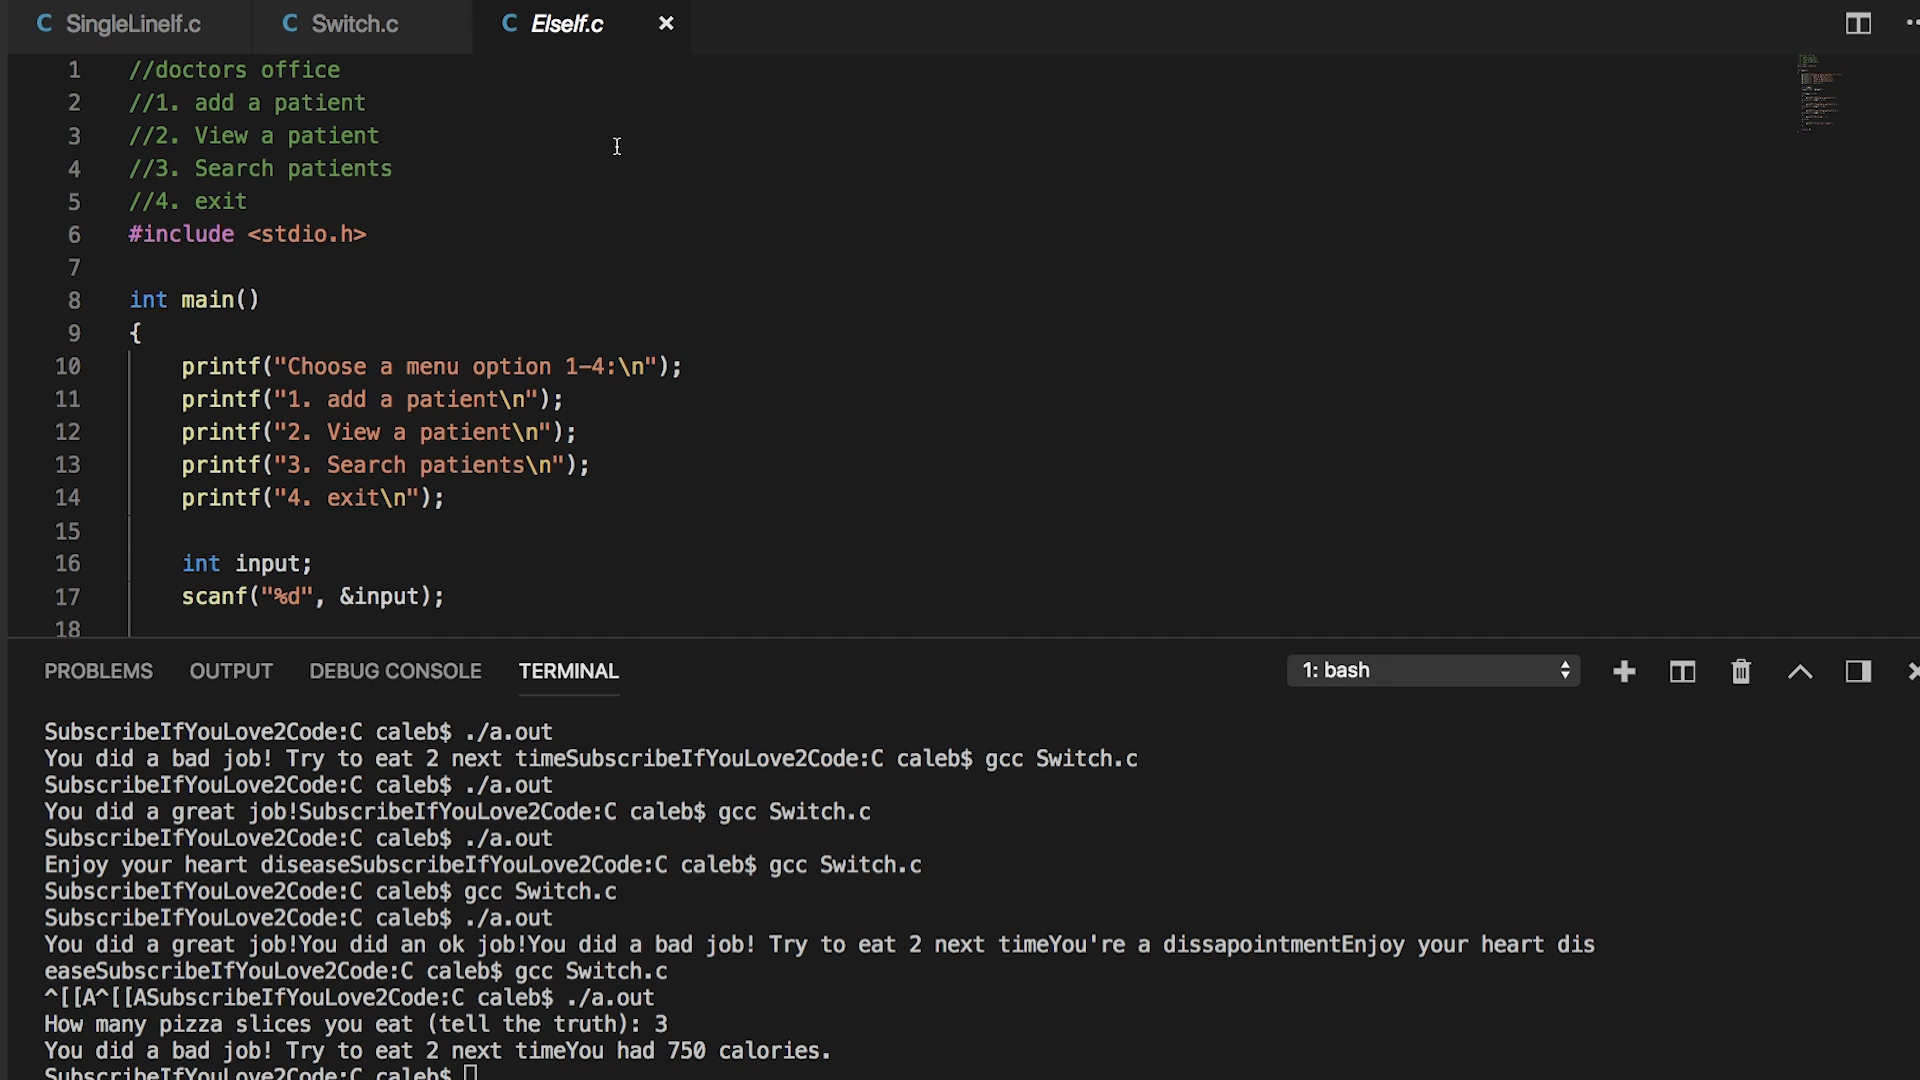 SingleLineIf.c Switch.c ElseIf.c
1 //doctors office
2 //1. add a patient
3 //2. View a patient
4 //3. Search patients
5 //4. exit
6 #include <stdio.h>
7
8 int main()
9 {
10 printf("Choose a menu option 1-4:\n");
11 printf("1. add a patient\n");
12 printf("2. View a patient\n");
13 printf("3. Search patients\n");
14 printf("4. exit\n");
15
16 int input;
17 scanf("%d", &input);
18
PROBLEMS OUTPUT DEBUG CONSOLE TERMINAL 1: bash
SubscribeIfYouLove2Code:C caleb$ ./a.out
You did a bad job! Try to eat 2 next timeSubscribeIfYouLove2Code:C caleb$ gcc Switch.c
SubscribeIfYouLove2Code:C caleb$ ./a.out
You did a great job!SubscribeIfYouLove2Code:C caleb$ gcc Switch.c
SubscribeIfYouLove2Code:C caleb$ ./a.out
Enjoy your heart diseaseSubscribeIfYouLove2Code:C caleb$ gcc Switch.c
SubscribeIfYouLove2Code:C caleb$ gcc Switch.c
SubscribeIfYouLove2Code:C caleb$ ./a.out
You did a great job!You did an ok job!You did a bad job! Try to eat 2 next timeYou're a dissapointmentEnjoy your heart dis
easeSubscribeIfYouLove2Code:C caleb$ gcc Switch.c
^[[A^[[ASubscribeIfYouLove2Code:C caleb$ ./a.out
How many pizza slices you eat (tell the truth): 3
You did a bad job! Try to eat 2 next timeYou had 750 calories.
SubscribeIfYouLove2Code:C caleb$